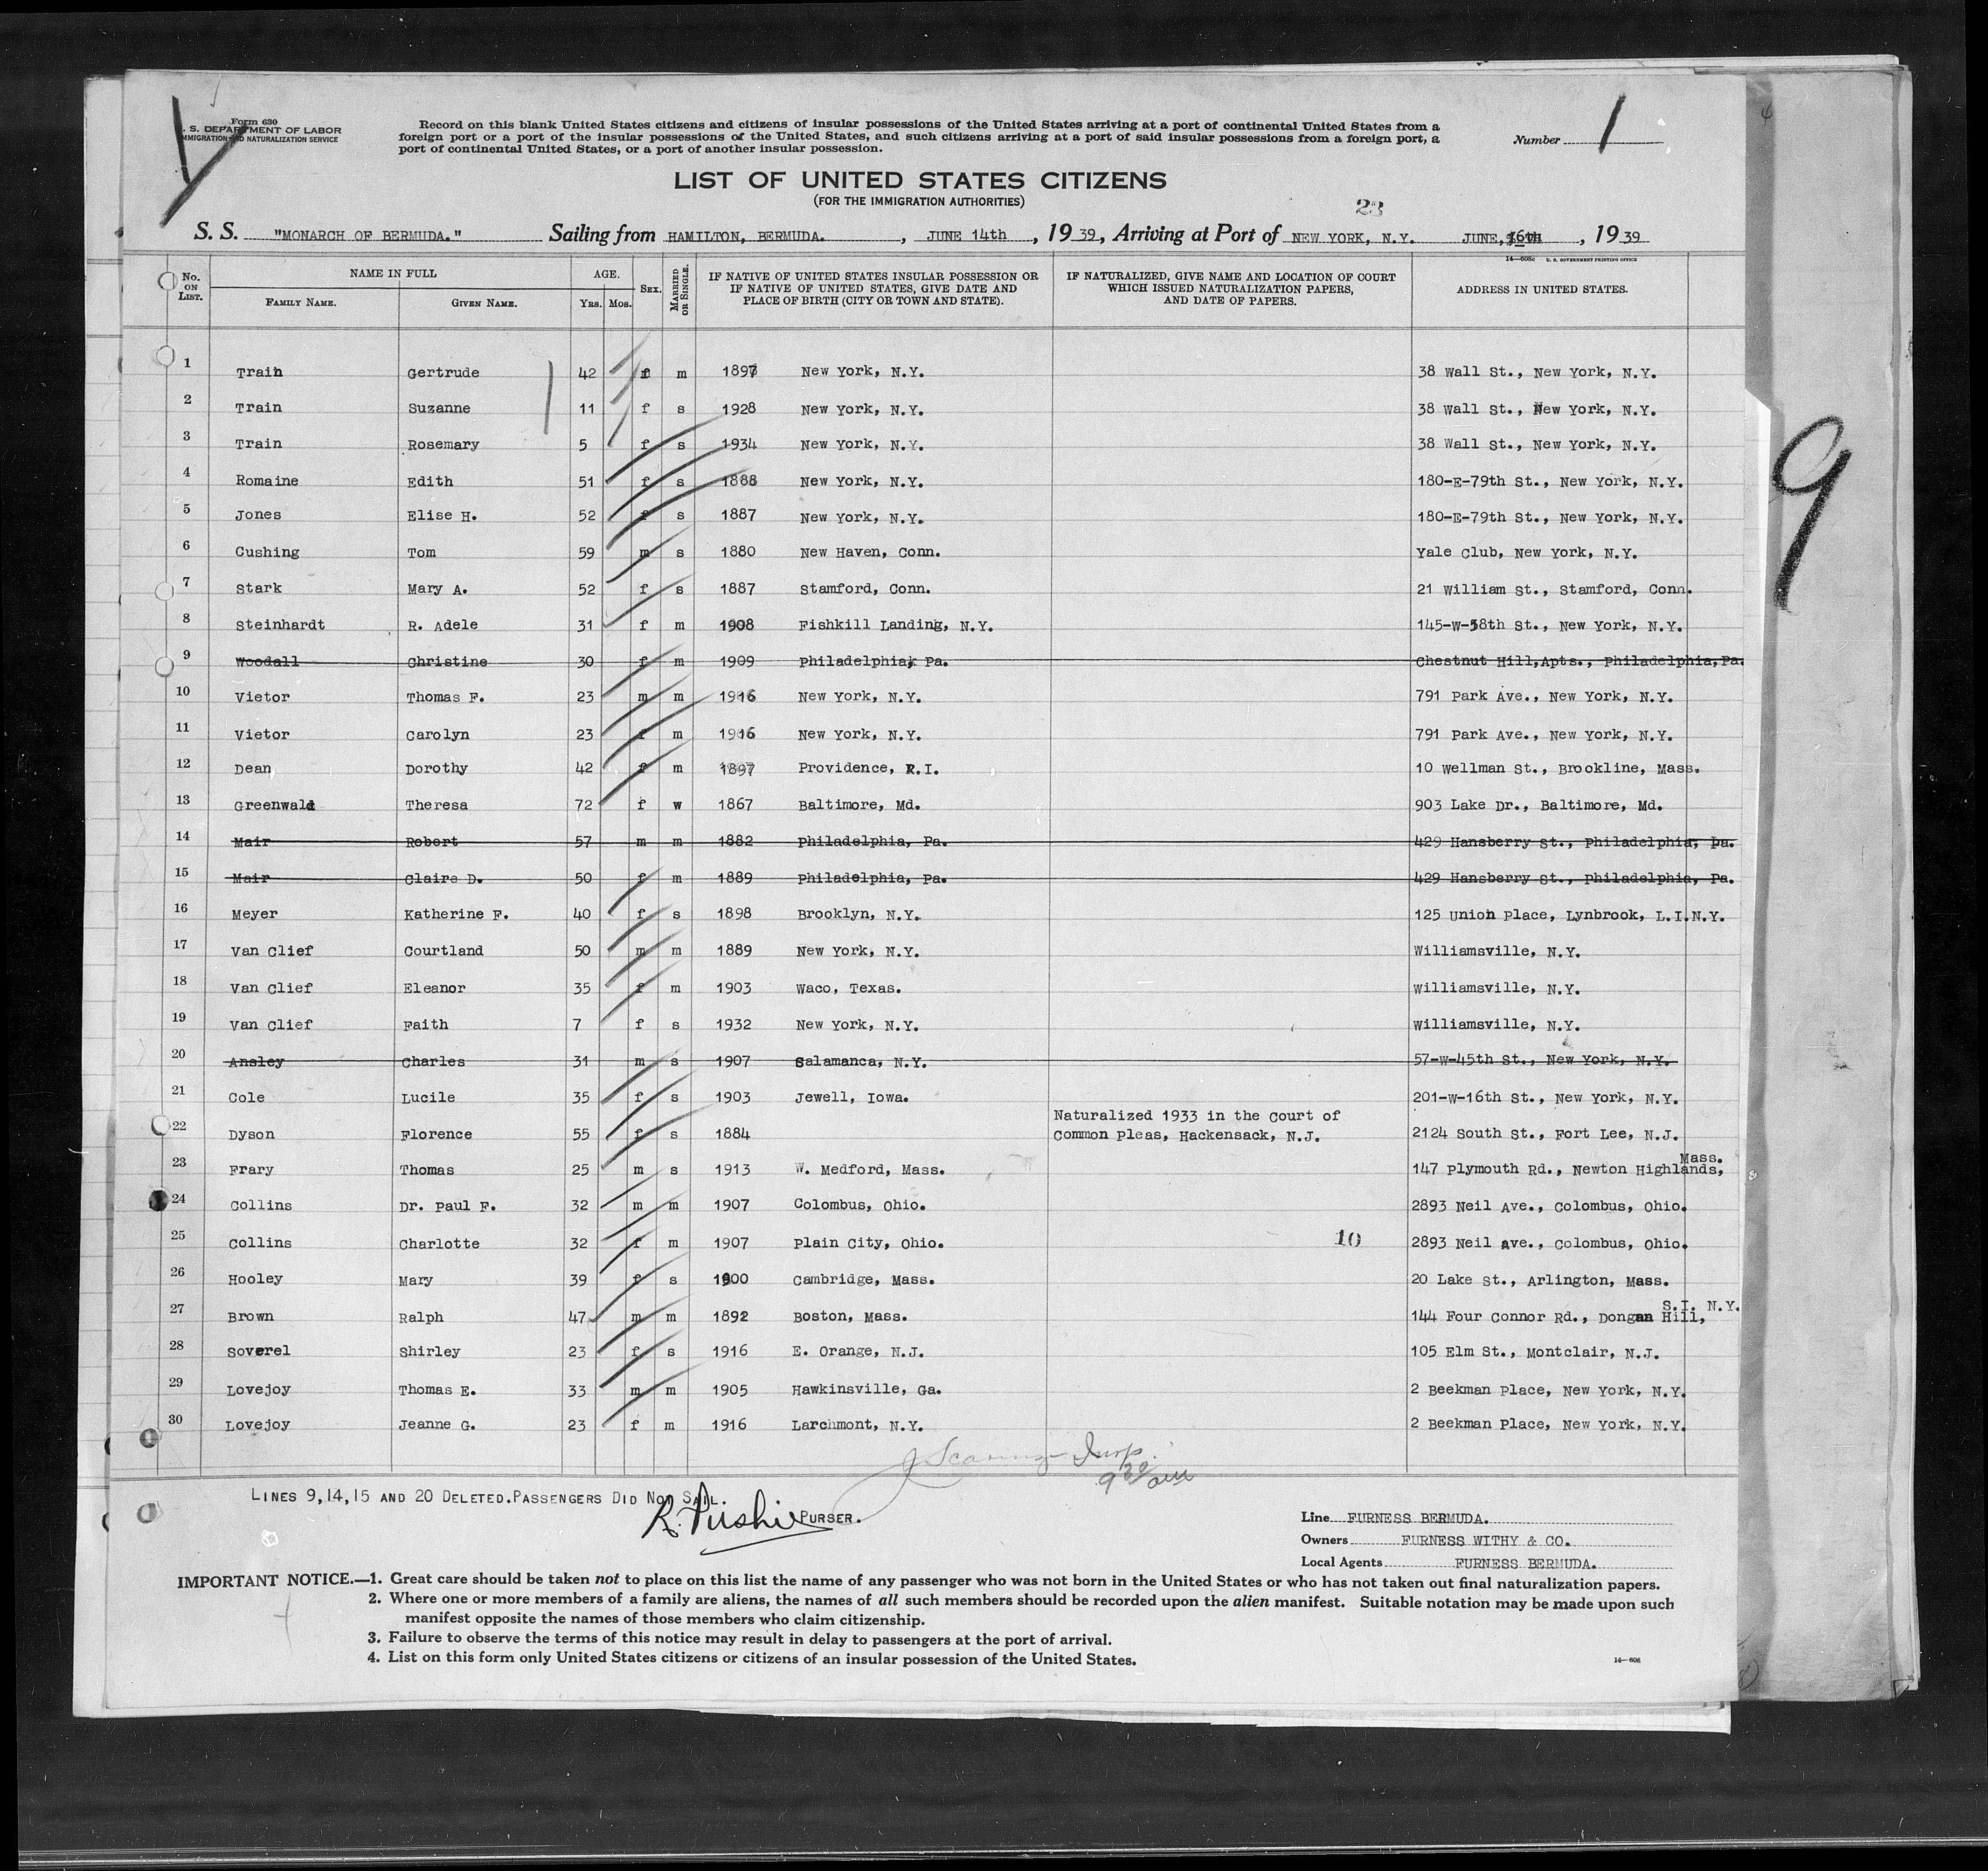 Form 630
U. S. DEPARTMENT OF LABOR
IMMIGRATION AND NATURALIZATION SERVICE
Record on this blank United States citizens and citizens of insular possessions of the United States arriving at a port of continental United States from a
foreign port or a port of the insular possessions of the United States, and such citizens arriving at a port of said insular possessions from a foreign port, a
port of continental United States, or a port of another insular possession.
Number 1
LIST OF UNITED STATES CITIZENS
(FOR THE IMMIGRATION AUTHORITIES)
23
S. S. "MONARCH OF BERMUDA." Sailing from HAMILTON, BERMUDA. , JUNE 14th , 19 39, Arriving at Port of NEW YORK, N.Y. JUNE, 16th , 19 39
14—608a U. S. GOVERNMENT PRINTING OFFICE
No. ON LIST. NAME IN FULL FAMILY NAME. GIVEN NAME. AGE. YRS. MOS. SEX. MARRIED OR SINGLE. IF NATIVE OF UNITED STATES INSULAR POSSESSION OR IF NATIVE OF UNITED STATES, GIVE DATE AND PLACE OF BIRTH (CITY OR TOWN AND STATE). IF NATURALIZED, GIVE NAME AND LOCATION OF COURT WHICH ISSUED NATURALIZATION PAPERS, AND DATE OF PAPERS. ADDRESS IN UNITED STATES.
1 Train Gertrude 42 f m 1897 New York, N.Y. 38 Wall St., New York, N.Y.
2 Train Suzanne 11 f s 1928 New York, N.Y. 38 Wall St., New York, N.Y.
3 Train Rosemary 5 f s 1934 New York, N.Y. 38 Wall St., New York, N.Y.
4 Romaine Edith 51 f s 1888 New York, N.Y. 180-E-79th St., New York, N.Y.
5 Jones Elise H. 52 f s 1887 New York, N.Y. 180-E-79th St., New York, N.Y.
6 Cushing Tom 59 m s 1880 New Haven, Conn. Yale Club, New York, N.Y.
7 Stark Mary A. 52 f s 1887 Stamford, Conn. 21 William St., Stamford, Conn.
8 Steinhardt R. Adele 31 f m 1908 Fishkill Landing, N.Y. 145-W-58th St., New York, N.Y.
9 Woodall Christine 30 f m 1909 Philadelphia, Pa. Chestnut Hill,Apts., Philadelphia,Pa.
10 Vietor Thomas F. 23 m m 1916 New York, N.Y. 791 Park Ave., New York, N.Y.
11 Vietor Carolyn 23 f m 1916 New York, N.Y. 791 Park Ave., New York, N.Y.
12 Dean Dorothy 42 f m 1897 Providence, R.I. 10 Wellman St., Brookline, Mass.
13 Greenwald Theresa 72 f w 1867 Baltimore, Md. 903 Lake Dr., Baltimore, Md.
14 Mair Robert 57 m m 1882 Philadelphia, Pa. 429 Hansberry St., Philadelphia, Pa.
15 Mair Claire D. 50 f m 1889 Philadelphia, Pa. 429 Hansberry St., Philadelphia, Pa.
16 Meyer Katherine F. 40 f s 1898 Brooklyn, N.Y. 125 Union Place, Lynbrook, L.I.N.Y.
17 Van Clief Courtland 50 m m 1889 New York, N.Y. Williamsville, N.Y.
18 Van Clief Eleanor 35 f m 1903 Waco, Texas. Williamsville, N.Y.
19 Van Clief Faith 7 f s 1932 New York, N.Y. Williamsville, N.Y.
20 Ansley Charles 31 m s 1907 Salamanca, N.Y. 57-W-45th St., New York, N.Y.
21 Cole Lucile 35 f s 1903 Jewell, Iowa. 201-W-16th St., New York, N.Y.
22 Dyson Florence 55 f s 1884 Naturalized 1933 in the Court of Common Pleas, Hackensack, N.J. 2124 South St., Fort Lee, N.J.
23 Frary Thomas 25 m s 1913 W. Medford, Mass. 147 Plymouth Rd., Newton Highlands, Mass.
24 Collins Dr. Paul F. 32 m m 1907 Colombus, Ohio. 2893 Neil Ave., Colombus, Ohio.
25 Collins Charlotte 32 f m 1907 Plain City, Ohio. 10 2893 Neil Ave., Colombus, Ohio.
26 Hooley Mary 39 f s 1900 Cambridge, Mass. 20 Lake St., Arlington, Mass.
27 Brown Ralph 47 m m 1892 Boston, Mass. 144 Four Connor Rd., Dongan Hill, S.I. N.Y.
28 Soverel Shirley 23 f s 1916 E. Orange, N.J. 105 Elm St., Montclair, N.J.
29 Lovejoy Thomas E. 33 m m 1905 Hawkinsville, Ga. 2 Beekman Place, New York, N.Y.
30 Lovejoy Jeanne G. 23 f m 1916 Larchmont, N.Y. 2 Beekman Place, New York, N.Y.
Insp.
9 30 am
LINES 9,14,15 AND 20 DELETED.PASSENGERS DID NOT SAIL.
PURSER.
Line FURNESS BERMUDA.
Owners FURNESS WITHY & CO.
Local Agents FURNESS BERMUDA.
IMPORTANT NOTICE.—1. Great care should be taken not to place on this list the name of any passenger who was not born in the United States or who has not taken out final naturalization papers.
2. Where one or more members of a family are aliens, the names of all such members should be recorded upon the alien manifest. Suitable notation may be made upon such
manifest opposite the names of those members who claim citizenship.
3. Failure to observe the terms of this notice may result in delay to passengers at the port of arrival.
4. List on this form only United States citizens or citizens of an insular possession of the United States.
14—608
9